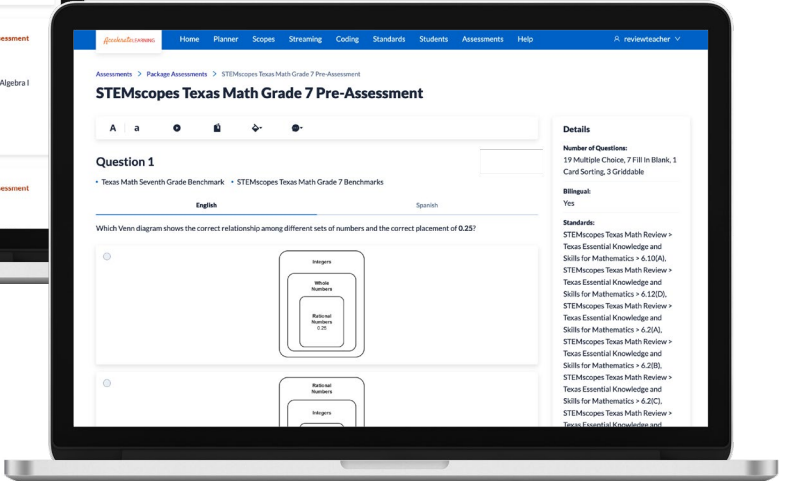 essment
Algebra I
essment
Accelerate LEARNING
Home Planner Scopes Streaming Coding Standards Students Assessments Help reviewteacher
Assessments > Package Assessments > STEMscopes Texas Math Grade 7 Pre-Assessment
STEMscopes Texas Math Grade 7 Pre-Assessment
A a
Question 1
• Texas Math Seventh Grade Benchmark • STEMscopes Texas Math Grade 7 Benchmarks
English Spanish
Which Venn diagram shows the correct relationship among different sets of numbers and the correct placement of 0.25?
Integers
Whole
Numbers
Rational
Numbers
0.25
Rational
Numbers
Integers
Details
Number of Questions:
19 Multiple Choice, 7 Fill In Blank, 1
Card Sorting, 3 Griddable
Bilingual:
Yes
Standards:
STEMscopes Texas Math Review >
Texas Essential Knowledge and
Skills for Mathematics > 6.10(A),
STEMscopes Texas Math Review >
Texas Essential Knowledge and
Skills for Mathematics > 6.12(D),
STEMscopes Texas Math Review >
Texas Essential Knowledge and
Skills for Mathematics > 6.2(A),
STEMscopes Texas Math Review >
Texas Essential Knowledge and
Skills for Mathematics > 6.2(B),
STEMscopes Texas Math Review >
Texas Essential Knowledge and
Skills for Mathematics > 6.2(C),
STEMscopes Texas Math Review >
Texas Essential Knowledge and